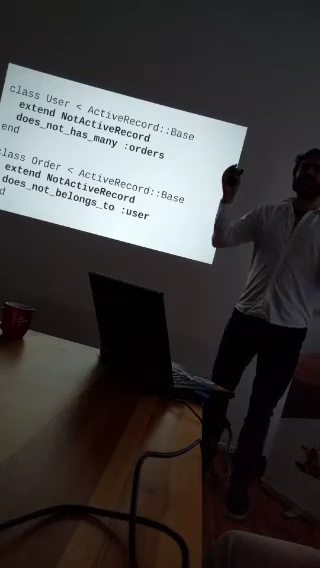 class User < ActiveRecord::Base
extend NotActiveRecord
does_not_has_many :orders
end
class Order < ActiveRecord::Base
extend NotActiveRecord
does_not_belongs_to :user